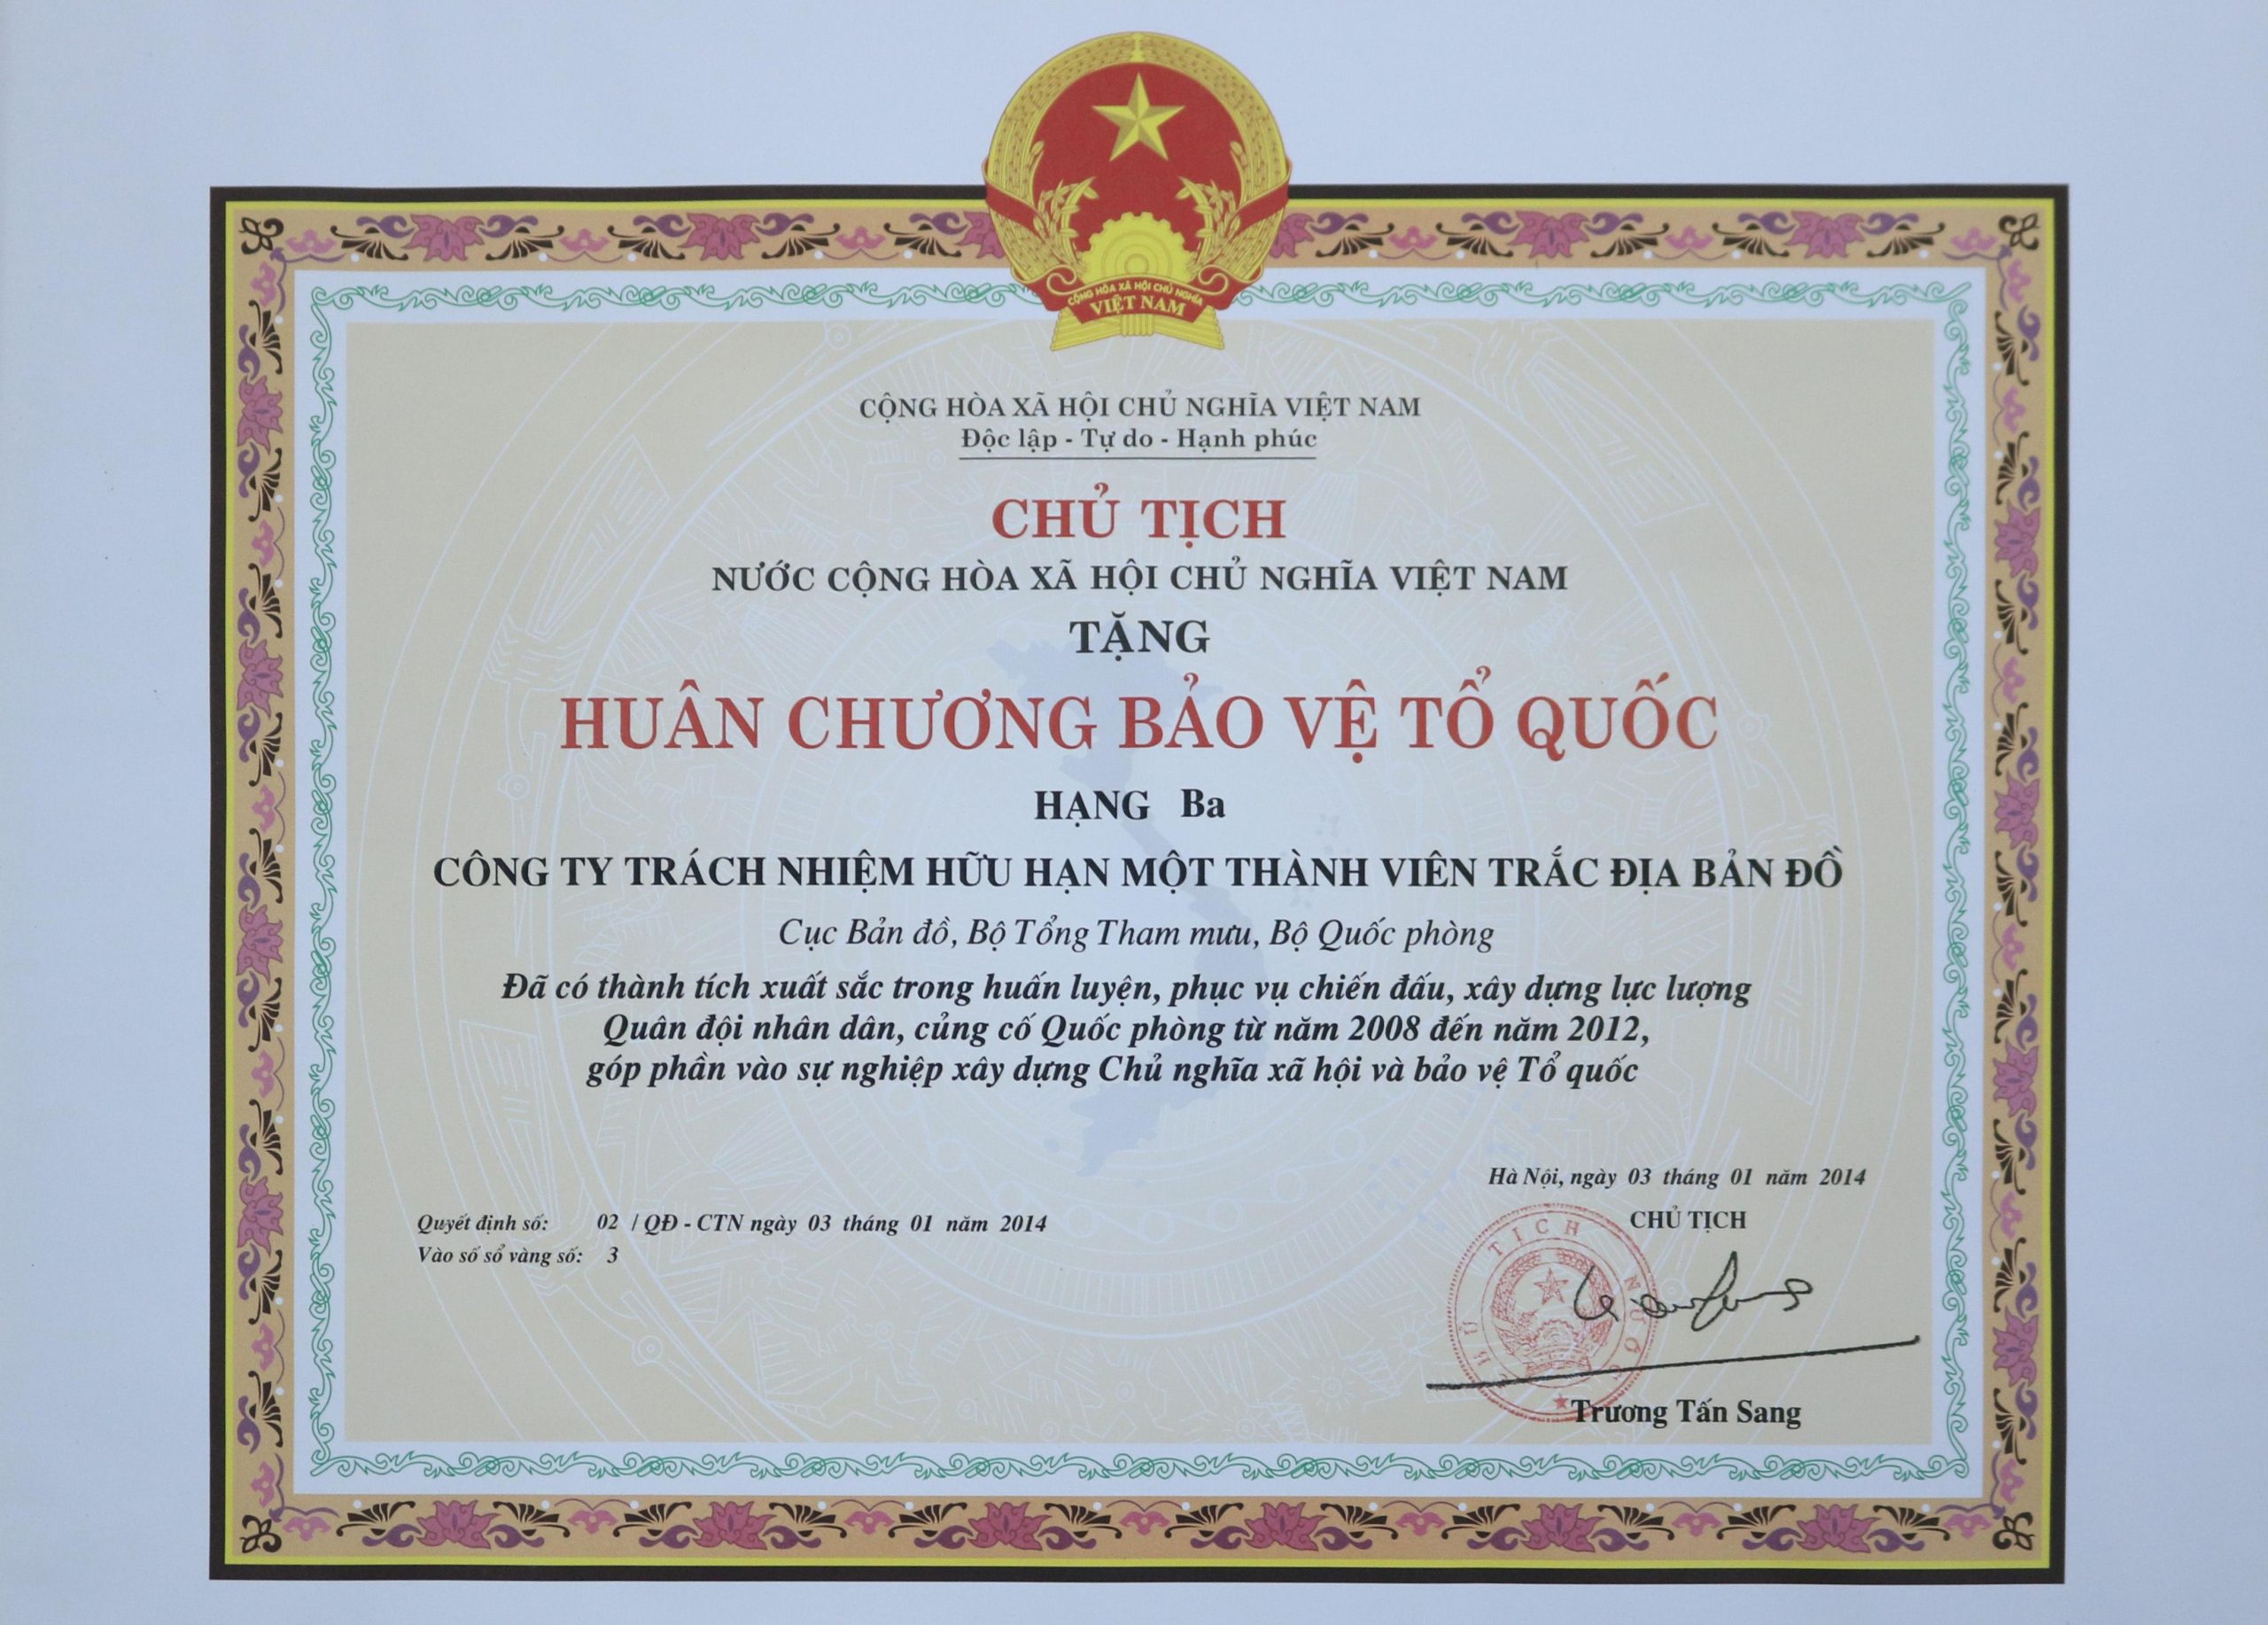 CỘNG HÒA XÃ HỘI CHỦ NGHĨA
VIỆT NAM
CỘNG HÒA XÃ HỘI CHỦ NGHĨA VIỆT NAM
Độc lập - Tự do - Hạnh phúc
CHỦ TỊCH
NƯỚC CỘNG HÒA XÃ HỘI CHỦ NGHĨA VIỆT NAM
TẶNG
HUÂN CHƯƠNG BẢO VỆ TỔ QUỐC
HẠNG Ba
CÔNG TY TRÁCH NHIỆM HỮU HẠN MỘT THÀNH VIÊN TRẮC ĐỊA BẢN ĐỒ
Cục Bản đồ, Bộ Tổng Tham mưu, Bộ Quốc phòng
Đã có thành tích xuất sắc trong huấn luyện, phục vụ chiến đấu, xây dựng lực lượng
Quân đội nhân dân, củng cố Quốc phòng từ năm 2008 đến năm 2012,
góp phần vào sự nghiệp xây dựng Chủ nghĩa xã hội và bảo vệ Tổ quốc
Hà Nội, ngày 03 tháng 01 năm 2014
Quyết định số: 02 / QĐ - CTN ngày 03 tháng 01 năm 2014
Vào số sổ vàng số: 3
CHỦ TỊCH
TỊCH NƯỚC
Trương Tấn Sang